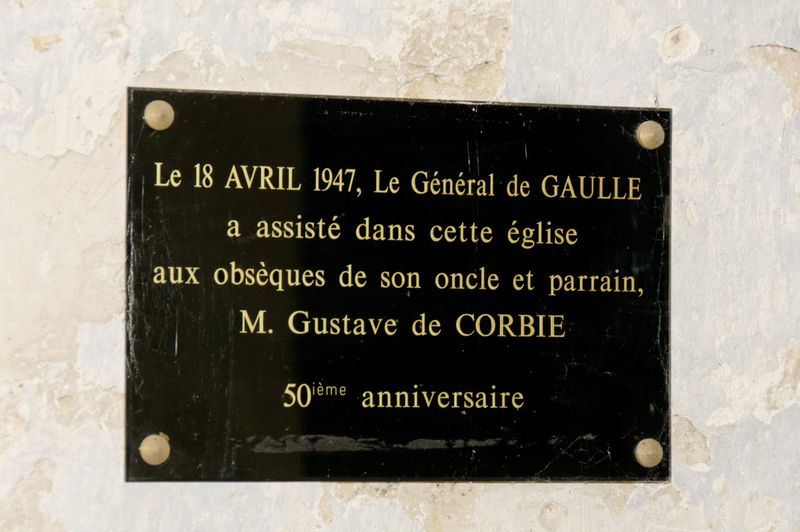 Le 18 AVRIL 1947, Le Général de GAULLE
a assisté dans cette église
aux obsèques de son oncle et parrain,
M. Gustave de CORBIE
50ième anniversaire